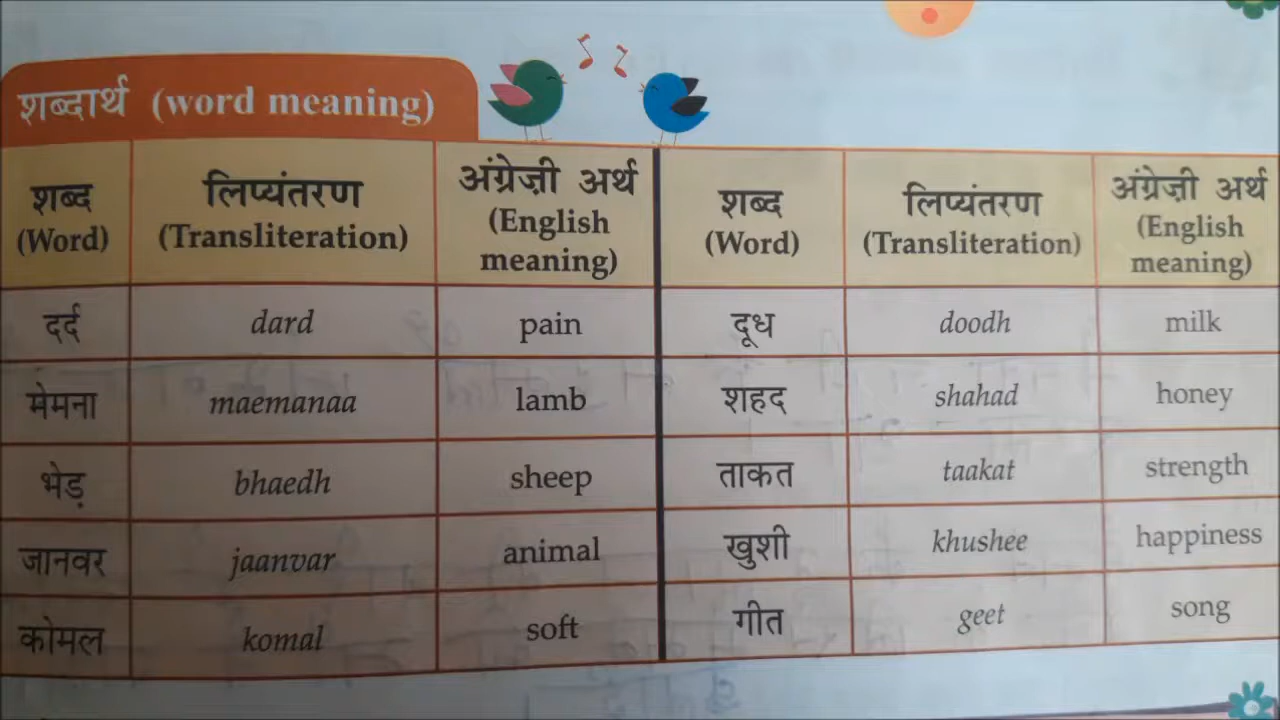 शब्दार्थ (word meaning)
शब्द (Word) लिप्यंतरण (Transliteration) अंग्रेज़ी अर्थ (English meaning) शब्द (Word) लिप्यंतरण (Transliteration) अंग्रेज़ी अर्थ (English meaning)
दर्द dard pain दूध doodh milk
मेमना maemanaa lamb शहद shahad honey
भेड़ bhaedh sheep ताकत taakat strength
जानवर jaanvar animal खुशी khushee happiness
कोमल komal soft गीत geet song